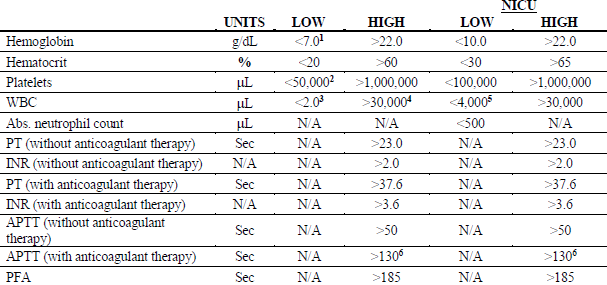 NICU
UNITS LOW HIGH LOW HIGH
Hemoglobin g/dL <7.0¹ >22.0 <10.0 >22.0
Hematocrit % <20 >60 <30 >65
Platelets µL <50,000² >1,000,000 <100,000 >1,000,000
WBC µL <2.0³ >30,000⁴ <4,000⁵ >30,000
Abs. neutrophil count µL N/A N/A <500 N/A
PT (without anticoagulant therapy) Sec N/A >23.0 N/A >23.0
INR (without anticoagulant therapy) N/A N/A >2.0 N/A >2.0
PT (with anticoagulant therapy) Sec N/A >37.6 N/A >37.6
INR (with anticoagulant therapy) N/A N/A >3.6 N/A >3.6
APTT (without anticoagulant
therapy) Sec N/A >50 N/A >50
APTT (with anticoagulant therapy) Sec N/A >130⁶ N/A >130⁶
PFA Sec N/A >185 N/A >185